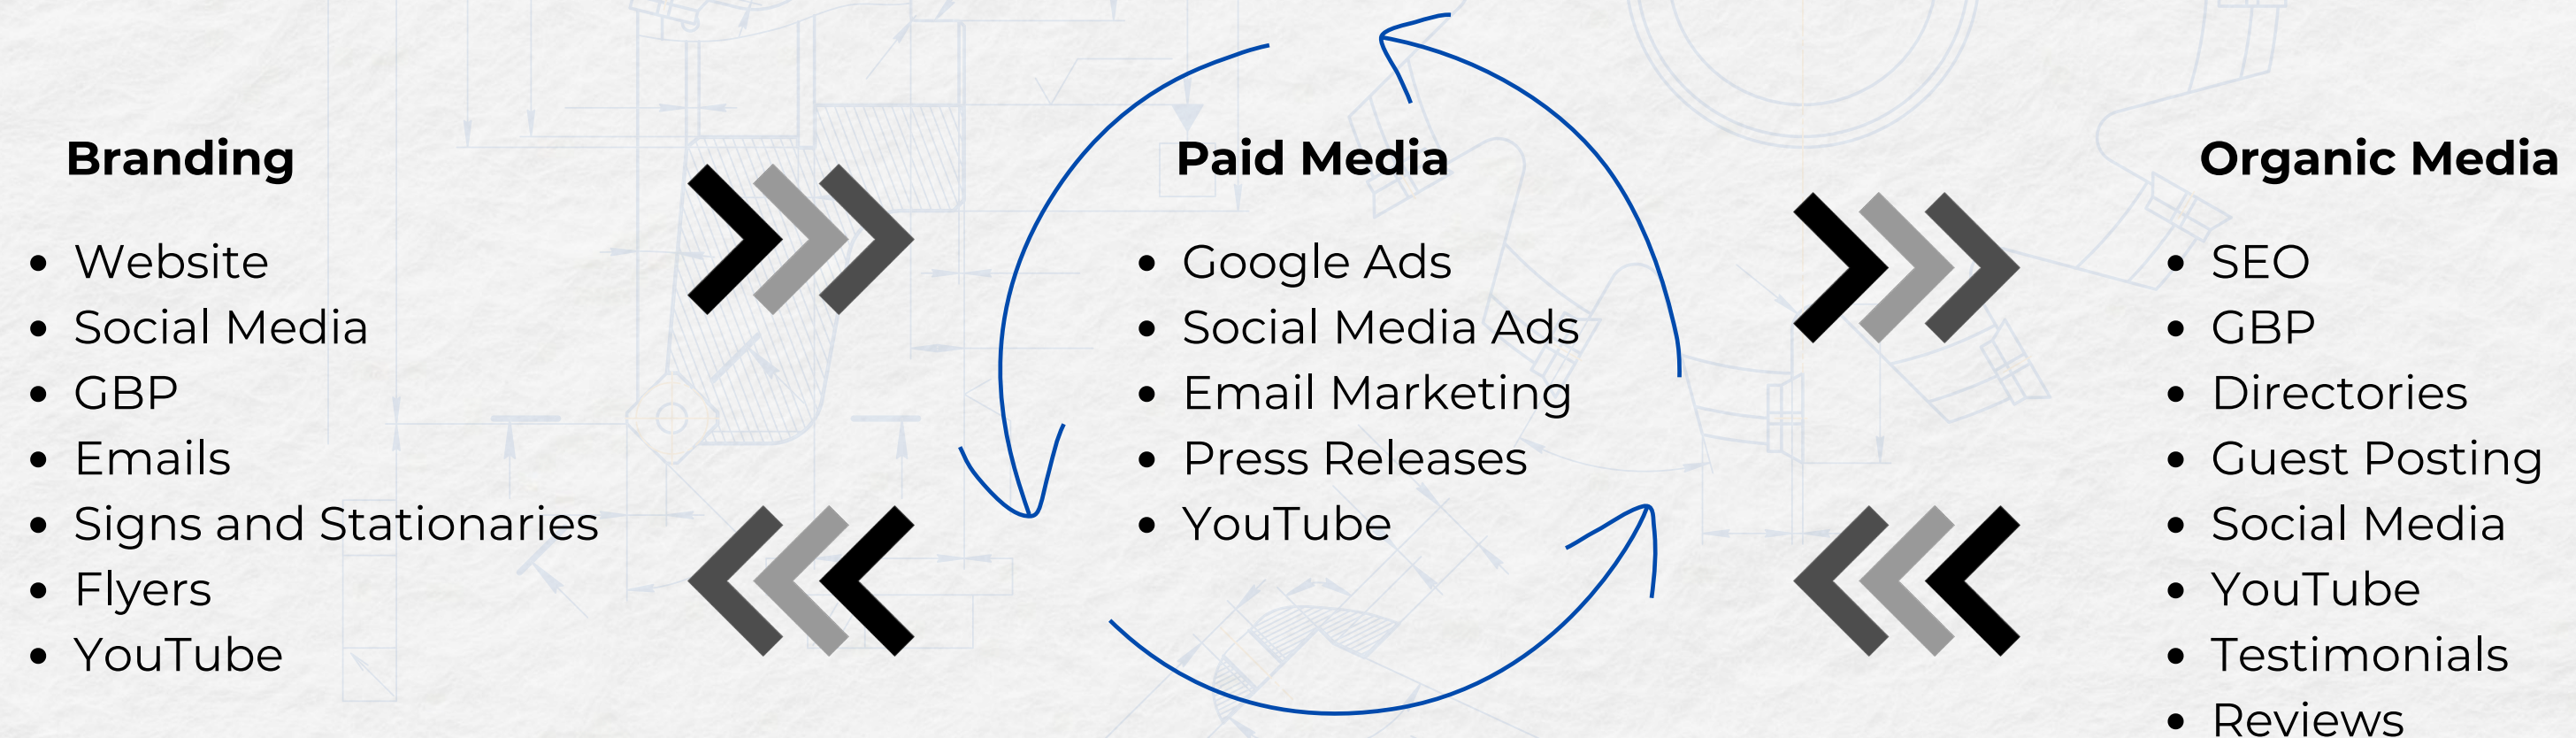 Branding
Website
Social Media
GBP
Emails
Signs and Stationaries
Flyers
YouTube
Paid Media
Google Ads
Social Media Ads
Email Marketing
Press Releases
YouTube
Organic Media
SEO
GBP
Directories
Guest Posting
Social Media
YouTube
Testimonials
Reviews